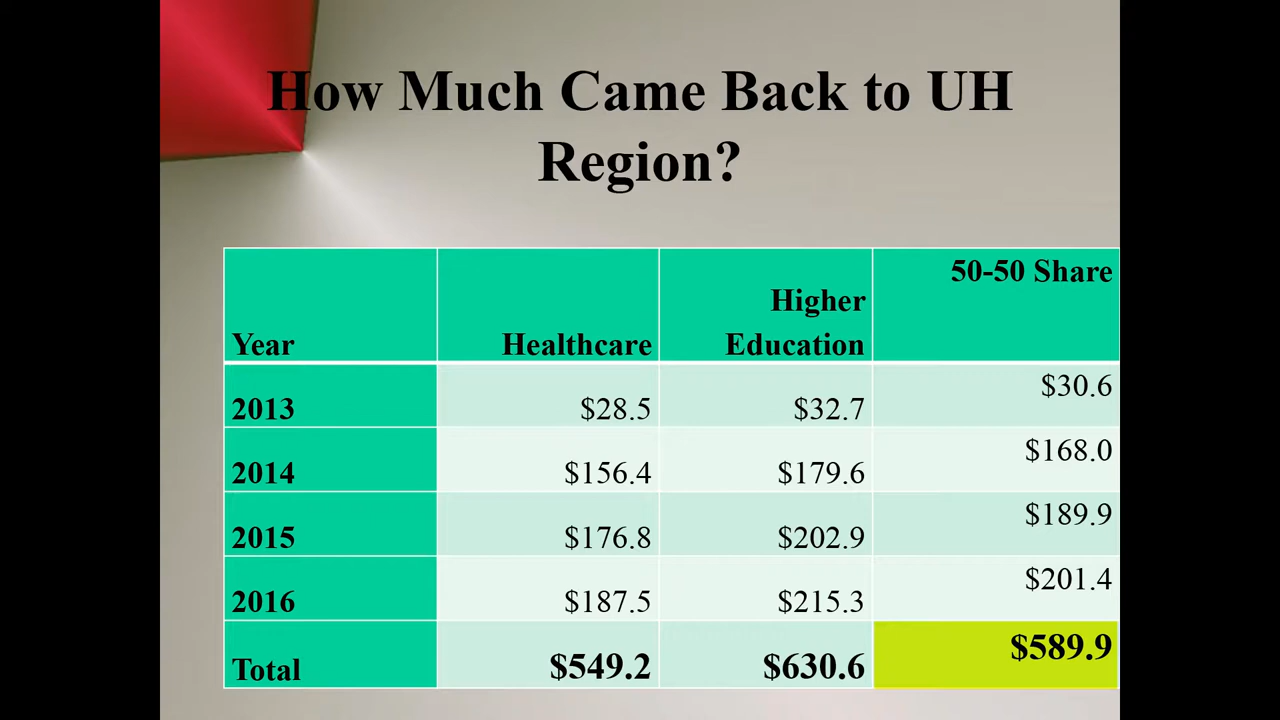 How Much Came Back to UH
Region?
Year Healthcare Higher Education 50-50 Share
2013 $28.5 $32.7 $30.6
2014 $156.4 $179.6 $168.0
2015 $176.8 $202.9 $189.9
2016 $187.5 $215.3 $201.4
Total $549.2 $630.6 $589.9